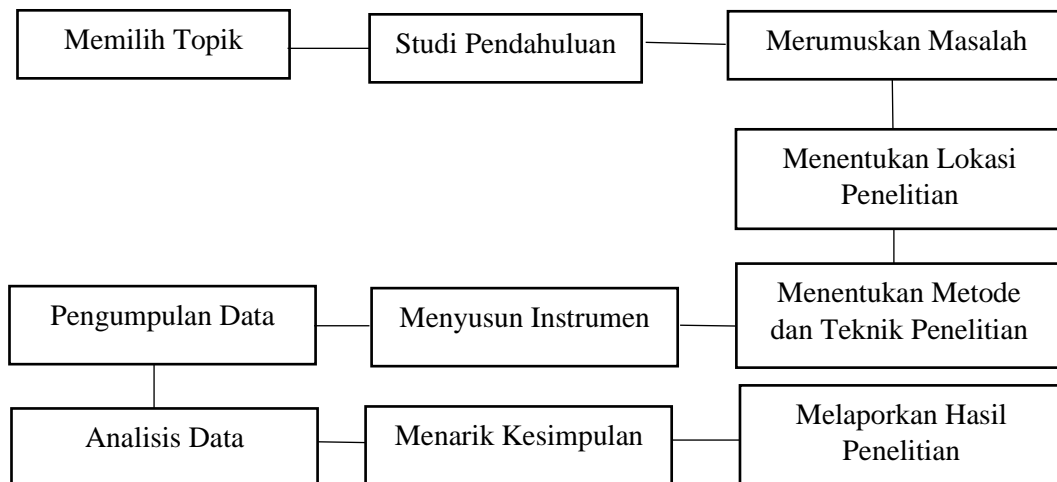 Memilih Topik
Studi Pendahuluan
Merumuskan Masalah
Menentukan Lokasi
Penelitian
Menentukan Metode
dan Teknik Penelitian
Menyusun Instrumen
Pengumpulan Data
Analisis Data
Menarik Kesimpulan
Melaporkan Hasil
Penelitian